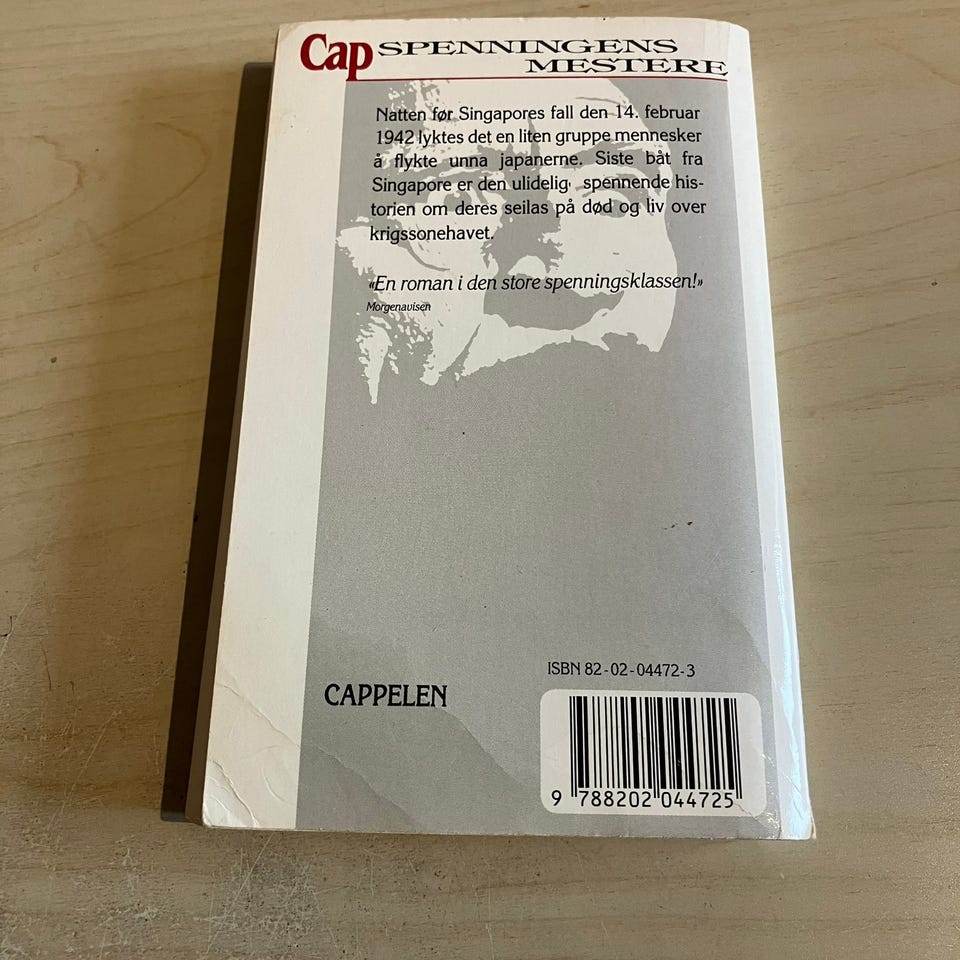 Cap SPENNINGENS
MESTERE
Natten før Singapores fall den 14. februar
1942 lyktes det en liten gruppe mennesker
å flykte unna japanerne. Siste båt fra
Singapore er den ulidelig spennende his-
torien om deres seilas på død og liv over
krigssonehavet.
«En roman i den store spenningsklassen!»
Morgenavisen
ISBN 82-02-04472-3
CAPPELEN
9 788202 044725